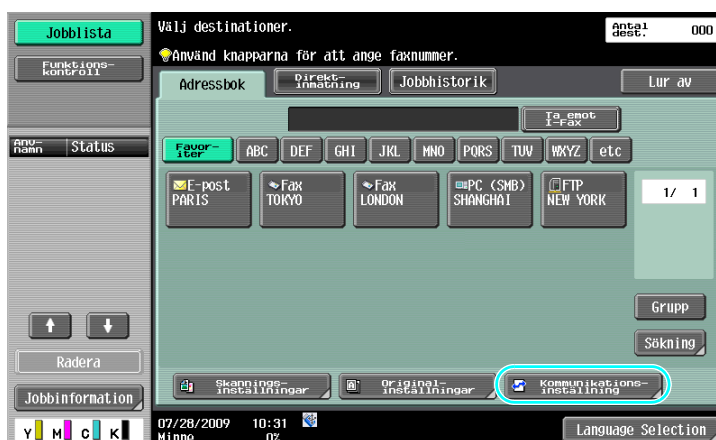 Jobblista
Funktions-
kontroll
Anv-
namn
Status
Radera
Jobbinformation
Y M C K
Välj destinationer.
Använd knapparna för att ange faxnummer.
Antal
dest.
000
Adressbok
Direkt-
inmatning
Jobbhistorik
Lur av
Ta emot
I-Fax
Favor-
iter
ABC
DEF
GHI
JKL
MNO
PQRS
TUV
WXYZ
etc
E-post
PARIS
Fax
TOKYO
Fax
LONDON
PC (SMB)
SHANGHAI
FTP
NEW YORK
1/ 1
Grupp
Sökning
Skannings-
inställningar
Original-
inställningar
Kommunikations-
inställning
07/28/2009 10:31
Minne 0%
Language Selection